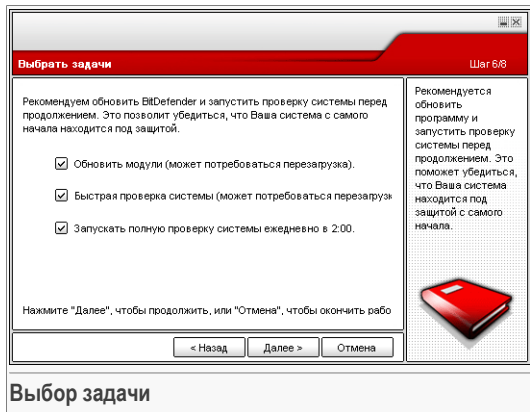 Выбрать задачи
Шаг 6/8
Рекомендуем обновить BitDefender и запустить проверку системы перед
продолжением. Это позволит убедиться, что Ваша система с самого
начала находится под защитой.
Обновить модули (может потребоваться перезагрузка).
Быстрая проверка системы (может потребоваться перезагрузк
Запускать полную проверку системы ежедневно в 2:00.
Нажмите "Далее", чтобы продолжить, или "Отмена", чтобы окончить рабо
Рекомендуется
обновить
программу и
запустить проверку
системы перед
продолжением. Это
поможет убедиться,
что Ваша система
находится под
защитой с самого
начала.
< Назад
Далее >
Отмена
Выбор задачи